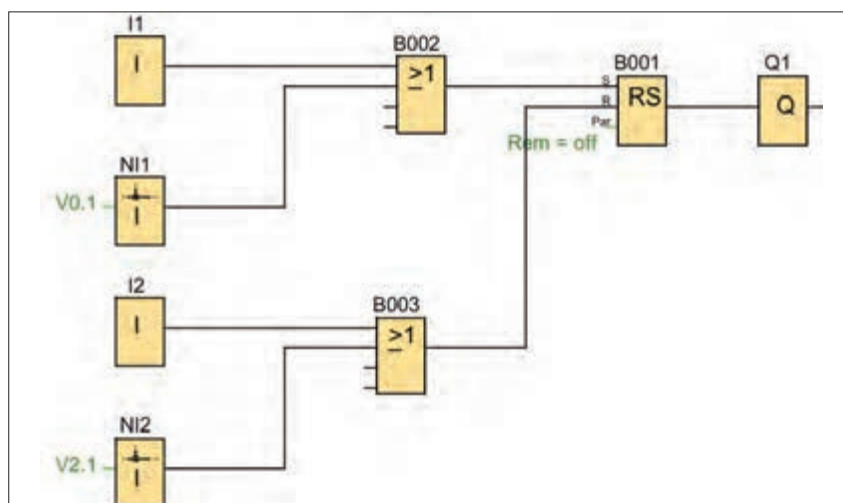 I1
I
B002
≥1
B001
S
R
Par
RS
Rem = off
Q1
Q
NI1
V0.1
I
I2
I
B003
≥1
NI2
V2.1
I